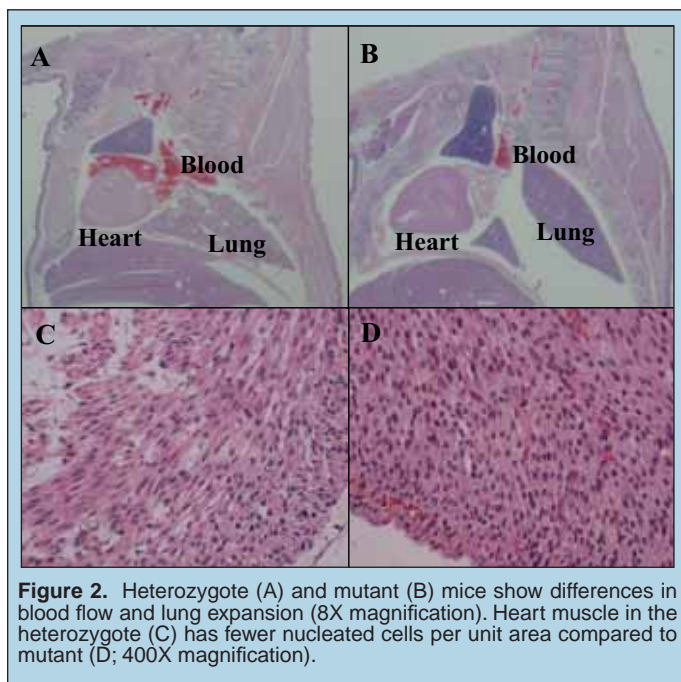 A
B
Blood
Blood
Heart
Lung
Heart
Lung
C
D
Figure 2. Heterozygote (A) and mutant (B) mice show differences in
blood flow and lung expansion (8X magnification). Heart muscle in the
heterozygote (C) has fewer nucleated cells per unit area compared to
mutant (D; 400X magnification).